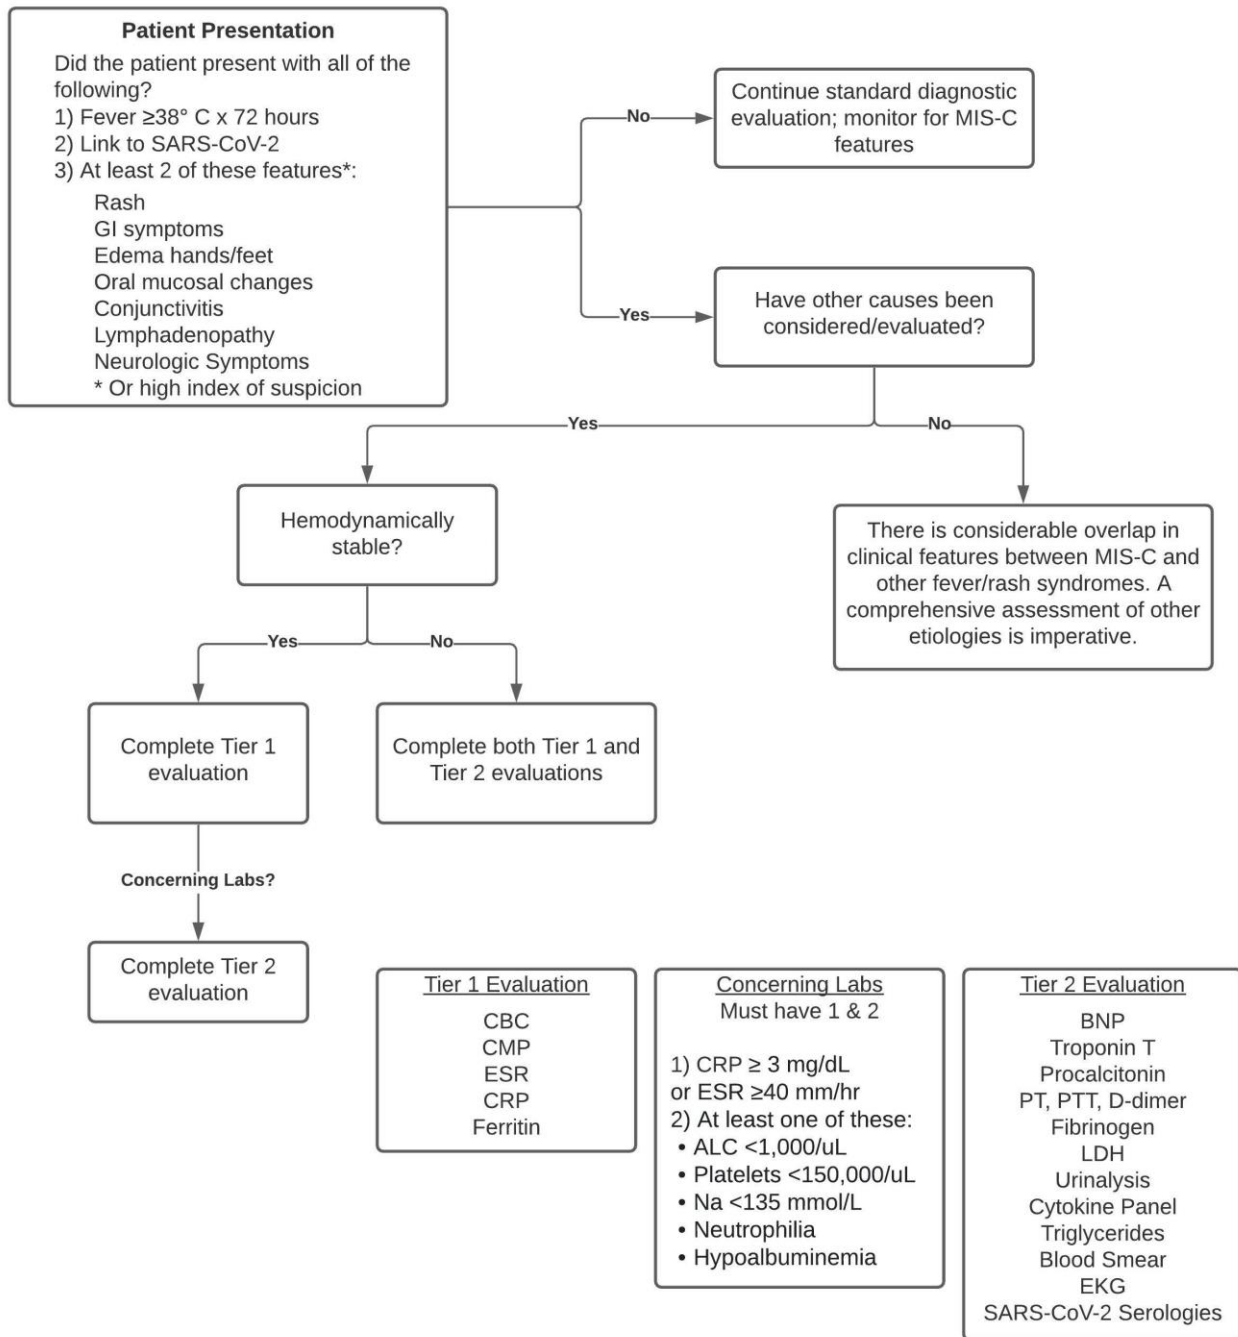 Patient Presentation
Did the patient present with all of the
following?
1) Fever ≥38° C x 72 hours
2) Link to SARS-CoV-2
3) At least 2 of these features*:
Rash
GI symptoms
Edema hands/feet
Oral mucosal changes
Conjunctivitis
Lymphadenopathy
Neurologic Symptoms
* Or high index of suspicion
No
Continue standard diagnostic
evaluation; monitor for MIS-C
features
Yes
Have other causes been
considered/evaluated?
Yes
No
Hemodynamically
stable?
There is considerable overlap in
clinical features between MIS-C and
other fever/rash syndromes. A
comprehensive assessment of other
etiologies is imperative.
Yes
No
Complete Tier 1
evaluation
Complete both Tier 1 and
Tier 2 evaluations
Concerning Labs?
Complete Tier 2
evaluation
Tier 1 Evaluation
CBC
CMP
ESR
CRP
Ferritin
Concerning Labs
Must have 1 & 2
1) CRP ≥ 3 mg/dL
or ESR ≥40 mm/hr
2) At least one of these:
• ALC <1,000/uL
• Platelets <150,000/uL
• Na <135 mmol/L
• Neutrophilia
• Hypoalbuminemia
Tier 2 Evaluation
BNP
Troponin T
Procalcitonin
PT, PTT, D-dimer
Fibrinogen
LDH
Urinalysis
Cytokine Panel
Triglycerides
Blood Smear
EKG
SARS-CoV-2 Serologies